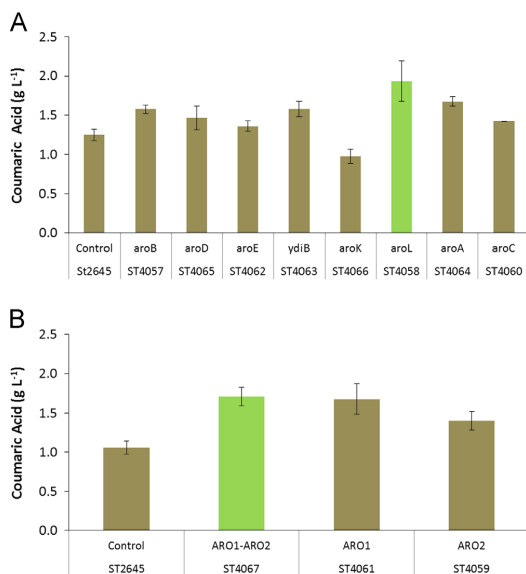 A
Coumaric Acid (g L-1)
2.5
2.0
1.5
1.0
0.5
0.0
Control aroB aroD aroE ydiB aroK aroL aroA aroC
St2645 ST4057 ST4065 ST4062 ST4063 ST4066 ST4058 ST4064 ST4060
B
Coumaric Acid (g L-1)
2.5
2.0
1.5
1.0
0.5
0.0
Control ARO1-ARO2 ARO1 ARO2
ST2645 ST4067 ST4061 ST4059